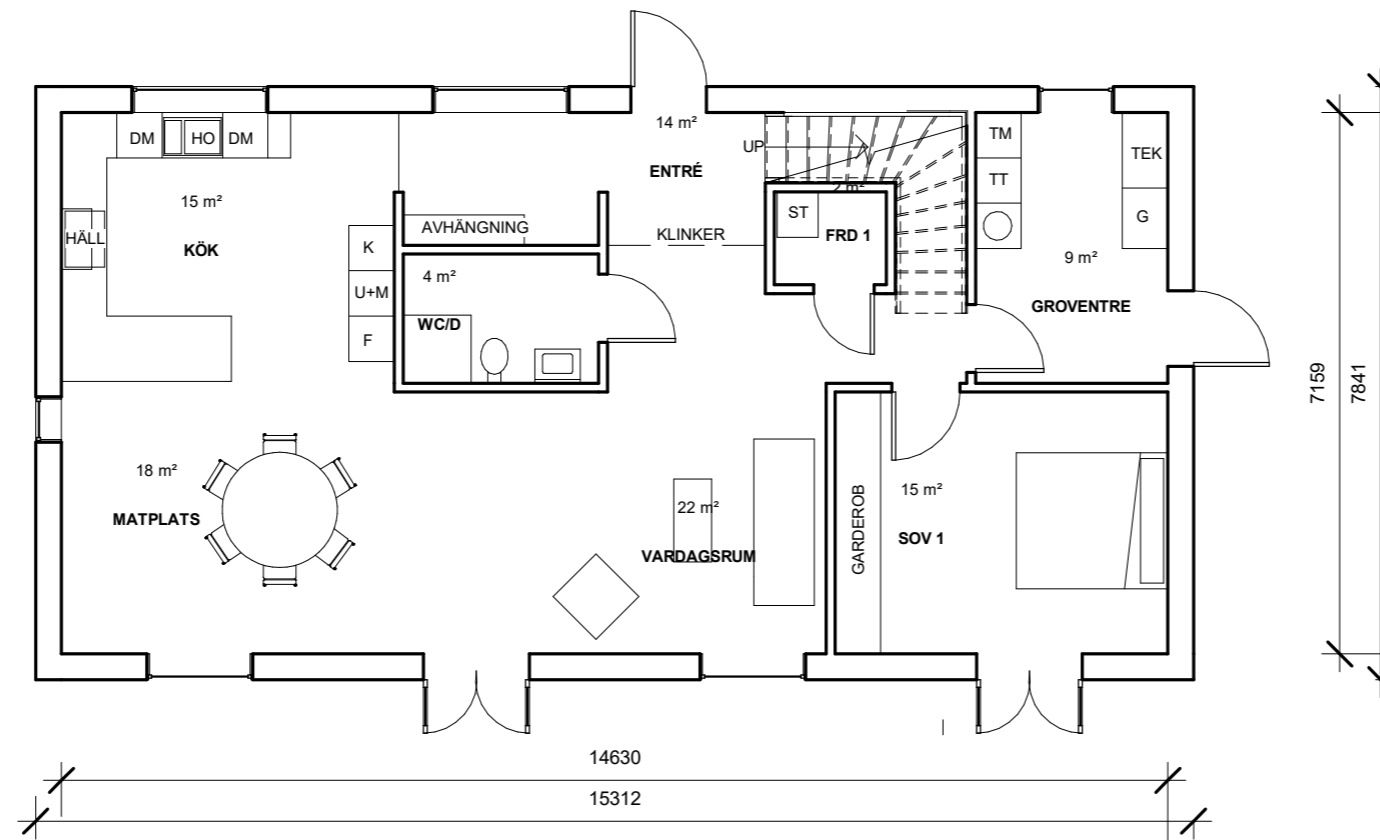 14 m²
UP
ENTRÉ
DM
HO
DM
15 m²
KÖK
HÄLL
K
U+M
F
AVHÄNGNING
KLINKER
4 m²
WC/D
2 m²
ST
FRD 1
TM
TT
TEK
G
9 m²
GROVENTRE
7159
7841
18 m²
MATPLATS
22 m²
VARDAGSRUM
GARDEROB
15 m²
SOV 1
14630
15312